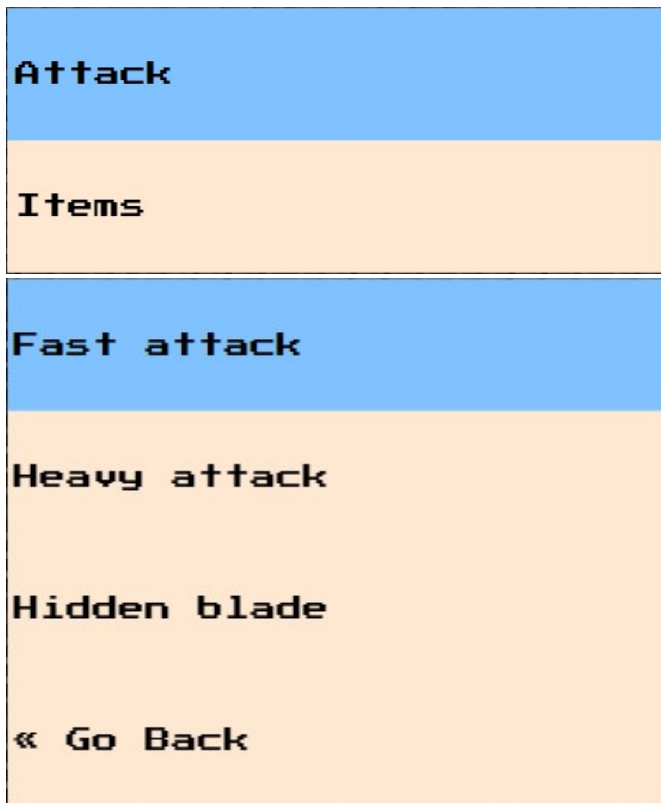 Attack
Items
Fast attack
Heavy attack
Hidden blade
« Go Back